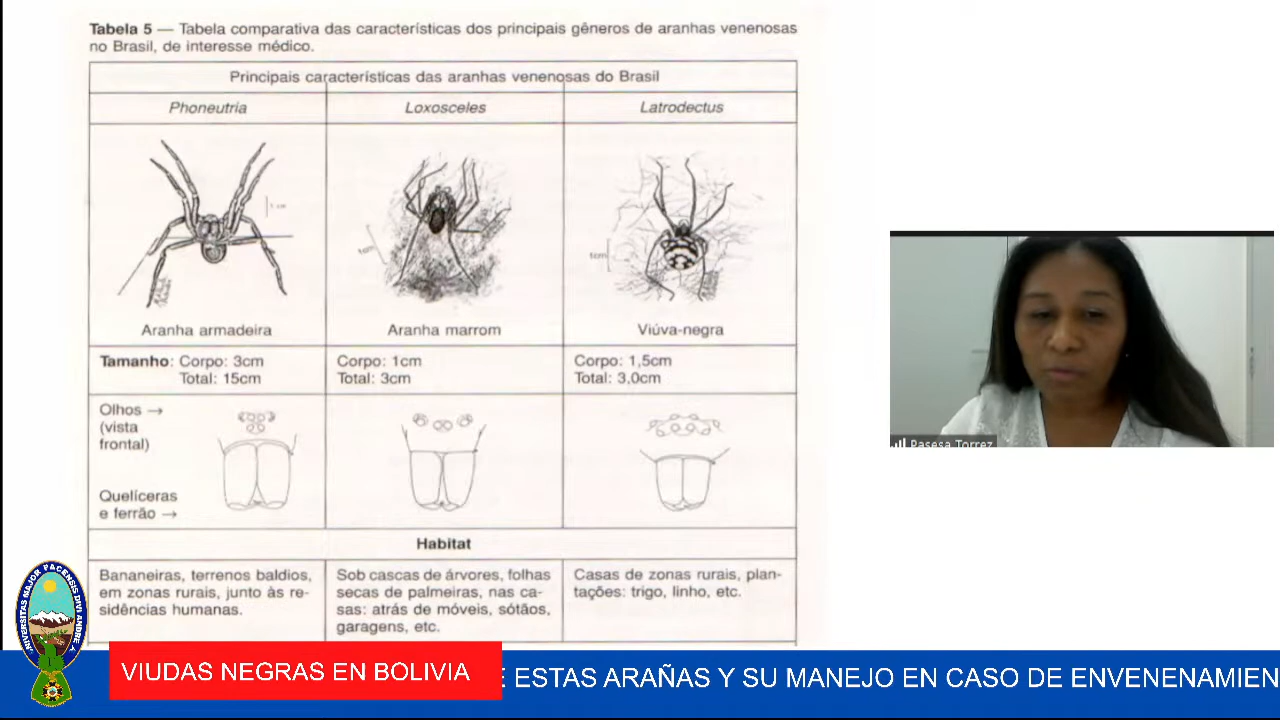 Tabela 5 — Tabela comparativa das características dos principais gêneros de aranhas venenosas
no Brasil, de interesse médico.
Principais características das aranhas venenosas do Brasil
Phoneutria
Loxosceles
Latrodectus
1 cm
1cm
1cm
Aranha armadeira
Aranha marrom
Viúva-negra
Tamanho: Corpo: 3cm
Total: 15cm
Corpo: 1cm
Total: 3cm
Corpo: 1,5cm
Total: 3,0cm
Olhos →
(vista
frontal)
Quelíceras
e ferrão →
Habitat
Bananeiras, terrenos baldios,
em zonas rurais, junto às re-
sidências humanas.
Sob cascas de árvores, folhas
secas de palmeiras, nas ca-
sas: atrás de móveis, sótãos,
garagens, etc.
Casas de zonas rurais, plan-
tações: trigo, linho, etc.
Pasesa Torrez
VIUDAS NEGRAS EN BOLIVIA
E ESTAS ARAÑAS Y SU MANEJO EN CASO DE ENVENENAMIEN